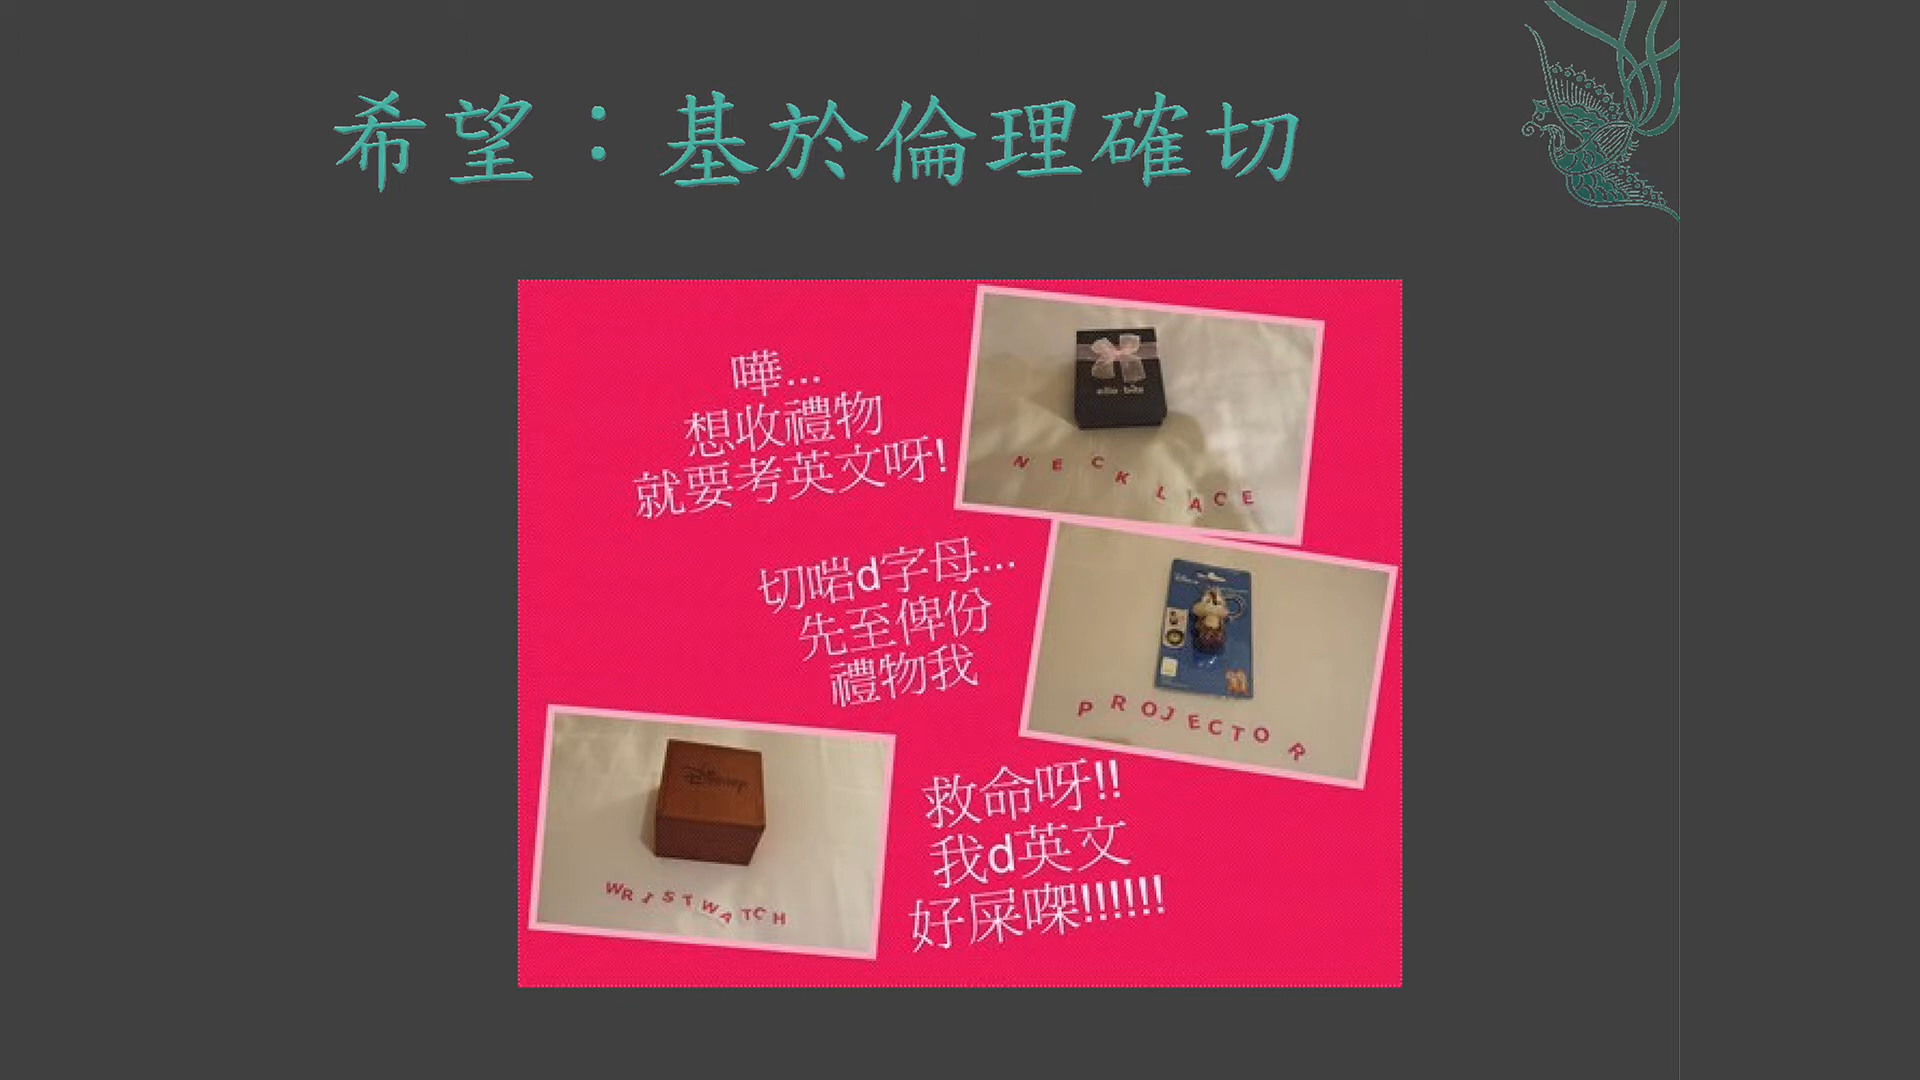 希望：基於倫理確切
嘩...
想收禮物
就要考英文呀!
NECKLACE
切啱d字母...
先至俾份
禮物我
PROJECTOR
Disney
WRISTWATCH
救命呀!!
我d英文
好屎㗎!!!!!!